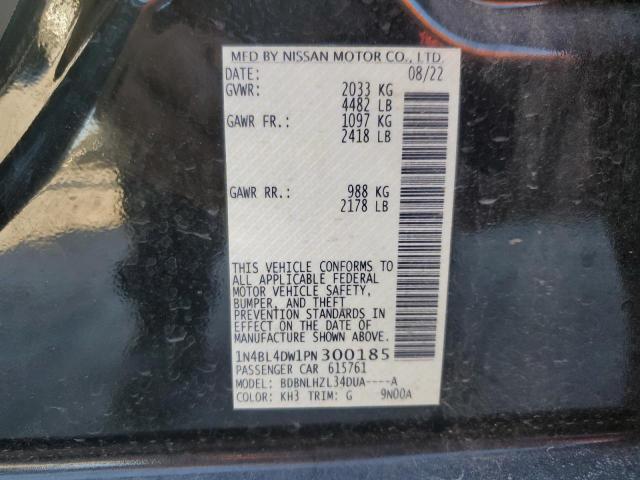 MFD BY NISSAN MOTOR CO., LTD.
DATE: 08/22
GVWR: 2033 KG
4482 LB
GAWR FR.: 1097 KG
2418 LB
GAWR RR.: 988 KG
2178 LB
THIS VEHICLE CONFORMS TO
ALL APPLICABLE FEDERAL
MOTOR VEHICLE SAFETY,
BUMPER, AND THEFT
PREVENTION STANDARDS IN
EFFECT ON THE DATE OF
MANUFACTURE SHOWN ABOVE.
1N4BL4DW1PN300185
PASSENGER CAR 615761
MODEL: BDBNLHZL34DUA----A
COLOR: KH3 TRIM: G 9N00A